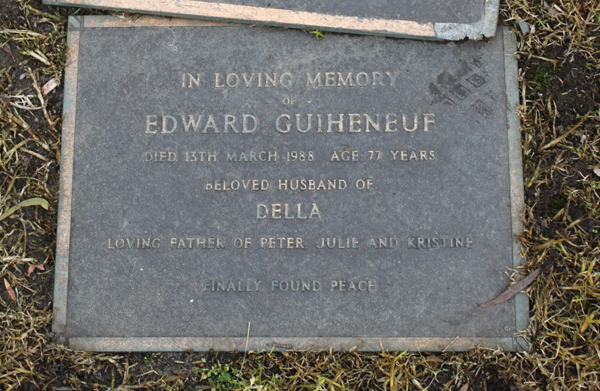 IN LOVING MEMORY
OF
EDWARD GUIHENEUF
DIED 13TH MARCH 1988 AGE 77 YEARS
BELOVED HUSBAND OF
DELLA
LOVING FATHER OF PETER JULIE AND KRISTINE
FINALLY FOUND PEACE